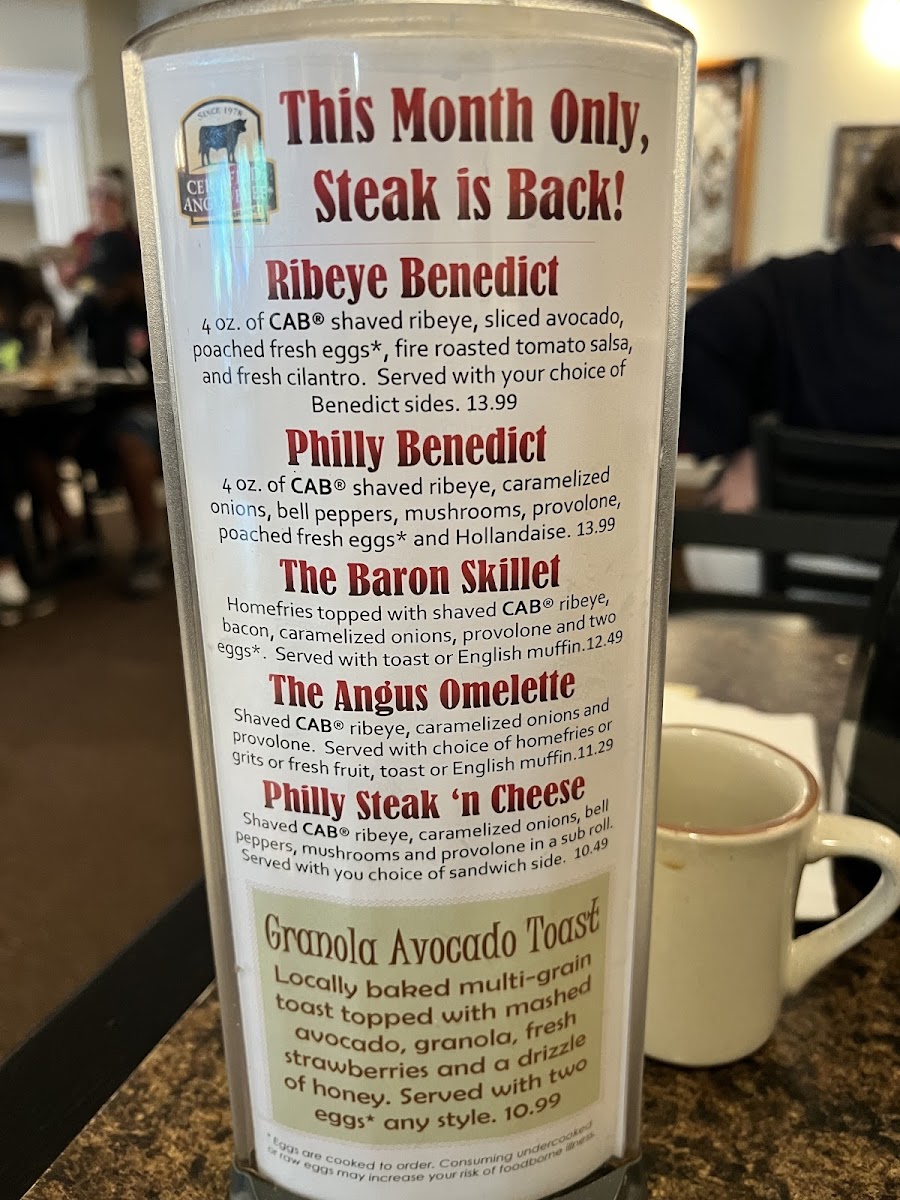 SINCE 1978
This Month Only,
Steak is Back!
Ribeye Benedict
4 oz. of CAB® shaved ribeye, sliced avocado,
poached fresh eggs*, fire roasted tomato salsa,
and fresh cilantro. Served with your choice of
Benedict sides. 13.99
Philly Benedict
4 oz. of CAB® shaved ribeye, caramelized
onions, bell peppers, mushrooms, provolone,
poached fresh eggs* and Hollandaise. 13.99
The Baron Skillet
Homefries topped with shaved CAB® ribeye,
bacon, caramelized onions, provolone and two
eggs*. Served with toast or English muffin.12.49
The Angus Omelette
Shaved CAB® ribeye, caramelized onions and
provolone. Served with choice of homefries or
grits or fresh fruit, toast or English muffin.11.29
Philly Steak ‘n Cheese
Shaved CAB® ribeye, caramelized onions, bell
peppers, mushrooms and provolone in a sub roll.
Served with you choice of sandwich side. 10.49
Granola Avocado Toast
Locally baked multi-grain
toast topped with mashed
avocado, granola, fresh
strawberries and a drizzle
of honey. Served with two
eggs* any style. 10.99
* Eggs are cooked to order. Consuming undercooked
or raw eggs may increase your risk of foodborne illness.